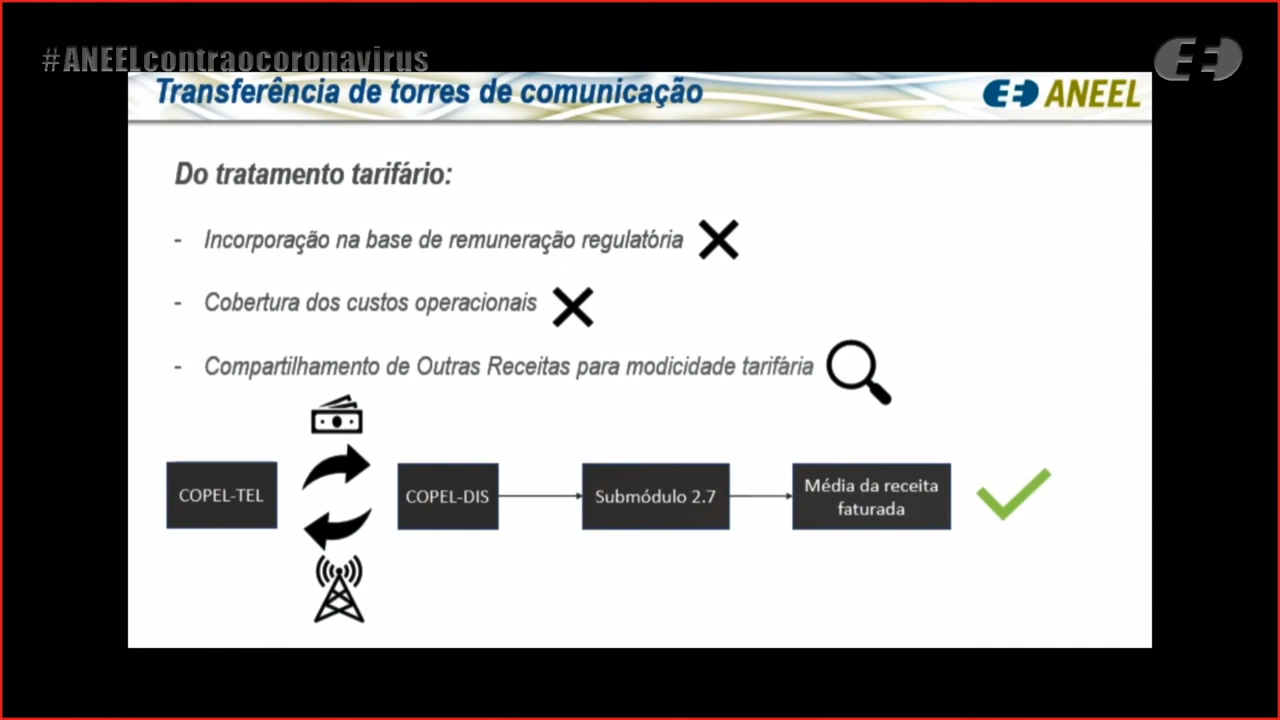 #ANEELcontraocoronavirus
Transferência de torres de comunicação
ANEEL
Do tratamento tarifário:
- Incorporação na base de remuneração regulatória
- Cobertura dos custos operacionais
- Compartilhamento de Outras Receitas para modicidade tarifária
COPEL-TEL
COPEL-DIS
Submódulo 2.7
Média da receita
faturada